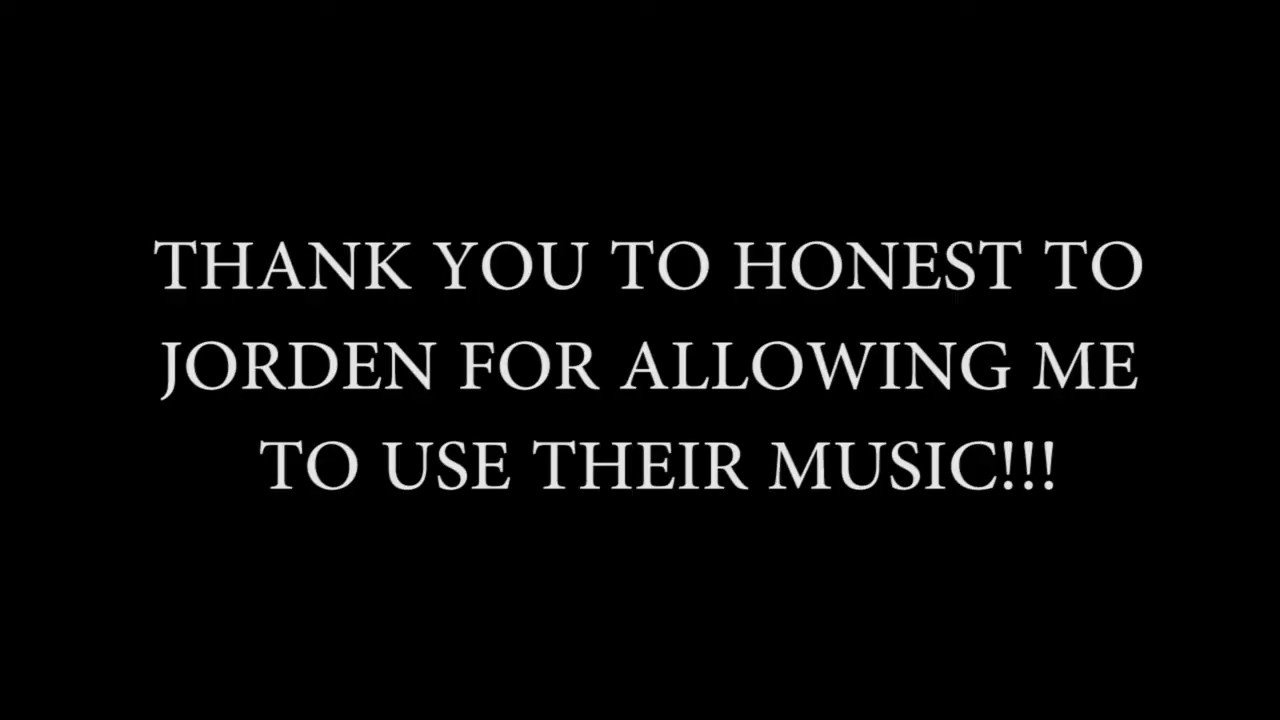 THANK YOU TO HONEST TO
JORDEN FOR ALLOWING ME
TO USE THEIR MUSIC!!!